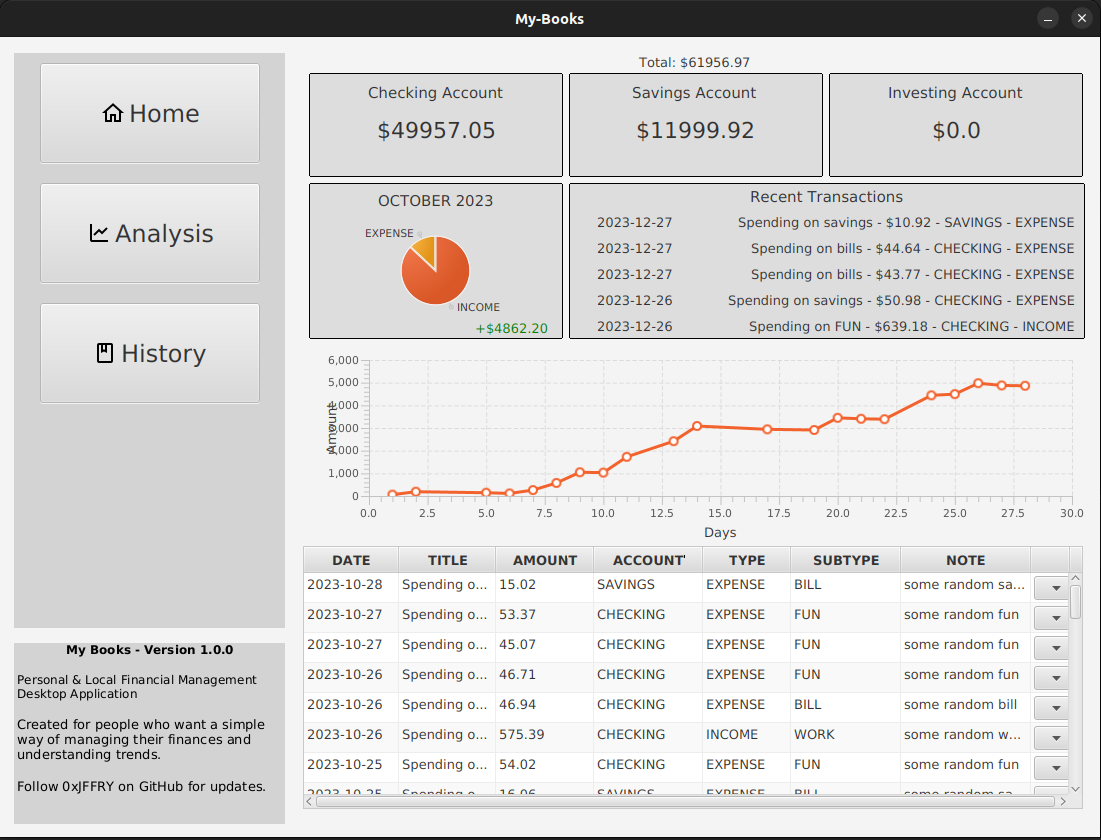 My-Books
Home
Analysis
History
My Books - Version 1.0.0
Personal & Local Financial Management
Desktop Application
Created for people who want a simple
way of managing their finances and
understanding trends.
Follow 0xJFFRY on GitHub for updates.
Total: $61956.97
Checking Account
$49957.05
Savings Account
$11999.92
Investing Account
$0.0
OCTOBER 2023
EXPENSE
INCOME
+$4862.20
Recent Transactions
2023-12-27 Spending on savings - $10.92 - SAVINGS - EXPENSE
2023-12-27 Spending on bills - $44.64 - CHECKING - EXPENSE
2023-12-27 Spending on bills - $43.77 - CHECKING - EXPENSE
2023-12-26 Spending on savings - $50.98 - CHECKING - EXPENSE
2023-12-26 Spending on FUN - $639.18 - CHECKING - INCOME
Amount
6,000
5,000
4,000
3,000
2,000
1,000
0
0.0 2.5 5.0 7.5 10.0 12.5 15.0 17.5 20.0 22.5 25.0 27.5 30.0
Days
DATE TITLE AMOUNT ACCOUNT TYPE SUBTYPE NOTE
2023-10-28 Spending o... 15.02 SAVINGS EXPENSE BILL some random sa...
2023-10-27 Spending o... 53.37 CHECKING EXPENSE FUN some random fun
2023-10-27 Spending o... 45.07 CHECKING EXPENSE FUN some random fun
2023-10-26 Spending o... 46.71 CHECKING EXPENSE FUN some random fun
2023-10-26 Spending o... 46.94 CHECKING EXPENSE BILL some random bill
2023-10-26 Spending o... 575.39 CHECKING INCOME WORK some random w...
2023-10-25 Spending o... 54.02 CHECKING EXPENSE FUN some random fun
2023-10-25 Spending o... 16.06 SAVINGS EXPENSE BILL some random sa...